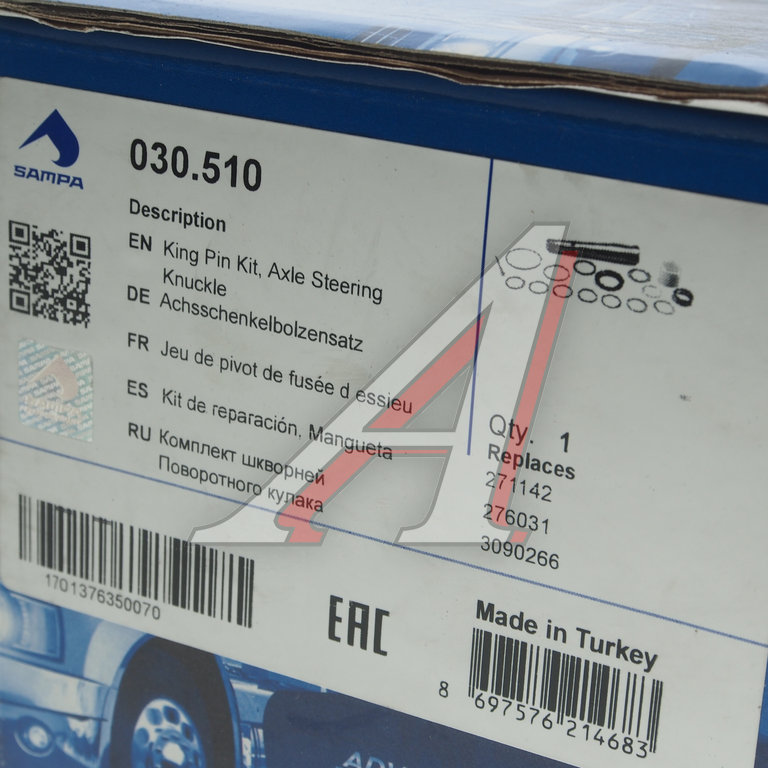 SAMPA
030.510
Description
EN King Pin Kit, Axle Steering
Knuckle
DE Achsschenkelbolzensatz
FR Jeu de pivot de fusée d essieu
ES Kit de reparación, Mangueta
RU Комплект шкворней
Поворотного кулака
Qty. 1
Replaces
271142
276031
3090266
1701376350070
EAC
Made in Turkey
8 697576 214683